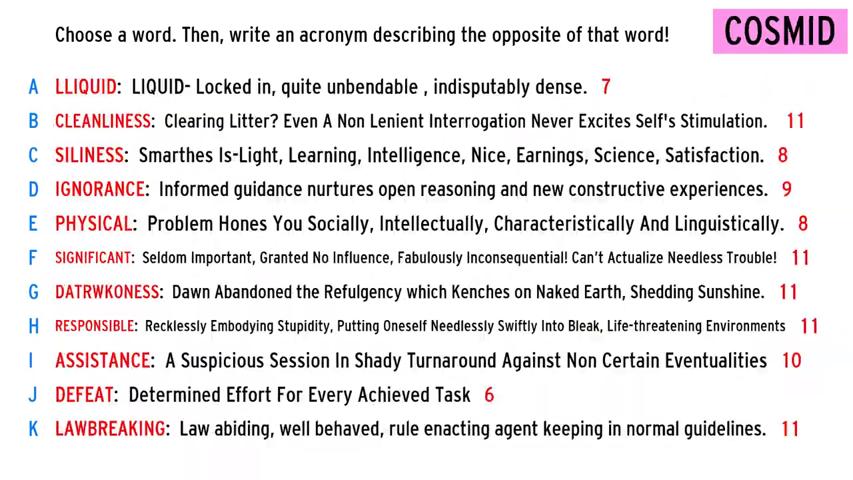 Choose a word. Then, write an acronym describing the opposite of that word!
COSMID
A LLIQUID: LIQUID- Locked in, quite unbendable , indisputably dense. 7
B CLEANLINESS: Clearing Litter? Even A Non Lenient Interrogation Never Excites Self's Stimulation. 11
C SILINESS: Smarthes Is-Light, Learning, Intelligence, Nice, Earnings, Science, Satisfaction. 8
D IGNORANCE: Informed guidance nurtures open reasoning and new constructive experiences. 9
E PHYSICAL: Problem Hones You Socially, Intellectually, Characteristically And Linguistically. 8
F SIGNIFICANT: Seldom Important, Granted No Influence, Fabulously Inconsequential! Can't Actualize Needless Trouble! 11
G DATRWKONESS: Dawn Abandoned the Refulgency which Kenches on Naked Earth, Shedding Sunshine. 11
H RESPONSIBLE: Recklessly Embodying Stupidity, Putting Oneself Needlessly Swiftly Into Bleak, Life-threatening Environments 11
I ASSISTANCE: A Suspicious Session In Shady Turnaround Against Non Certain Eventualities 10
J DEFEAT: Determined Effort For Every Achieved Task 6
K LAWBREAKING: Law abiding, well behaved, rule enacting agent keeping in normal guidelines. 11